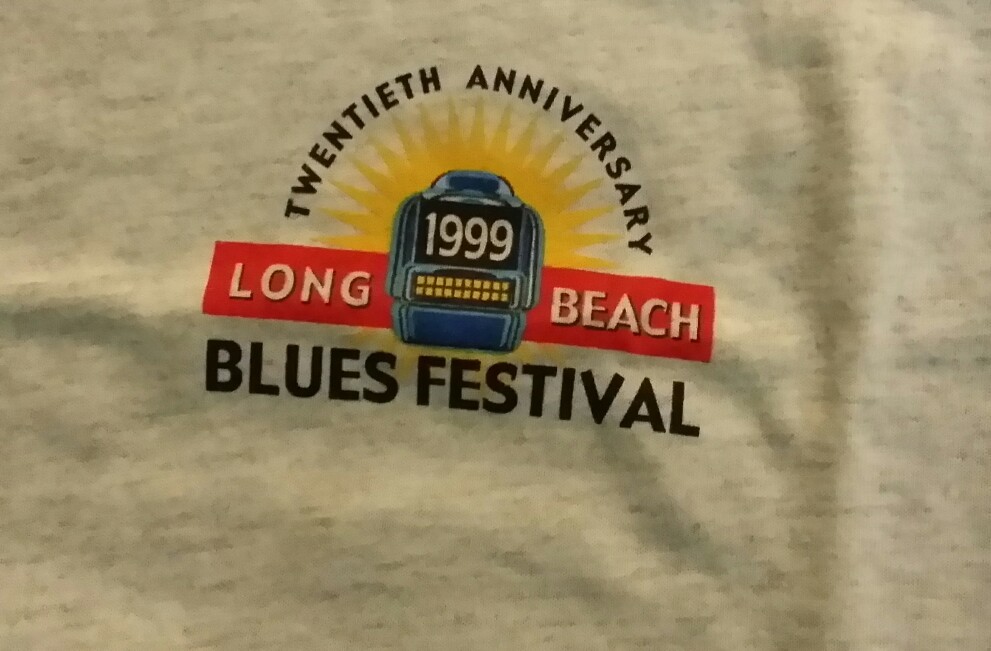 TWENTIETH ANNIVERSARY
1999
LONG BEACH
BLUES FESTIVAL